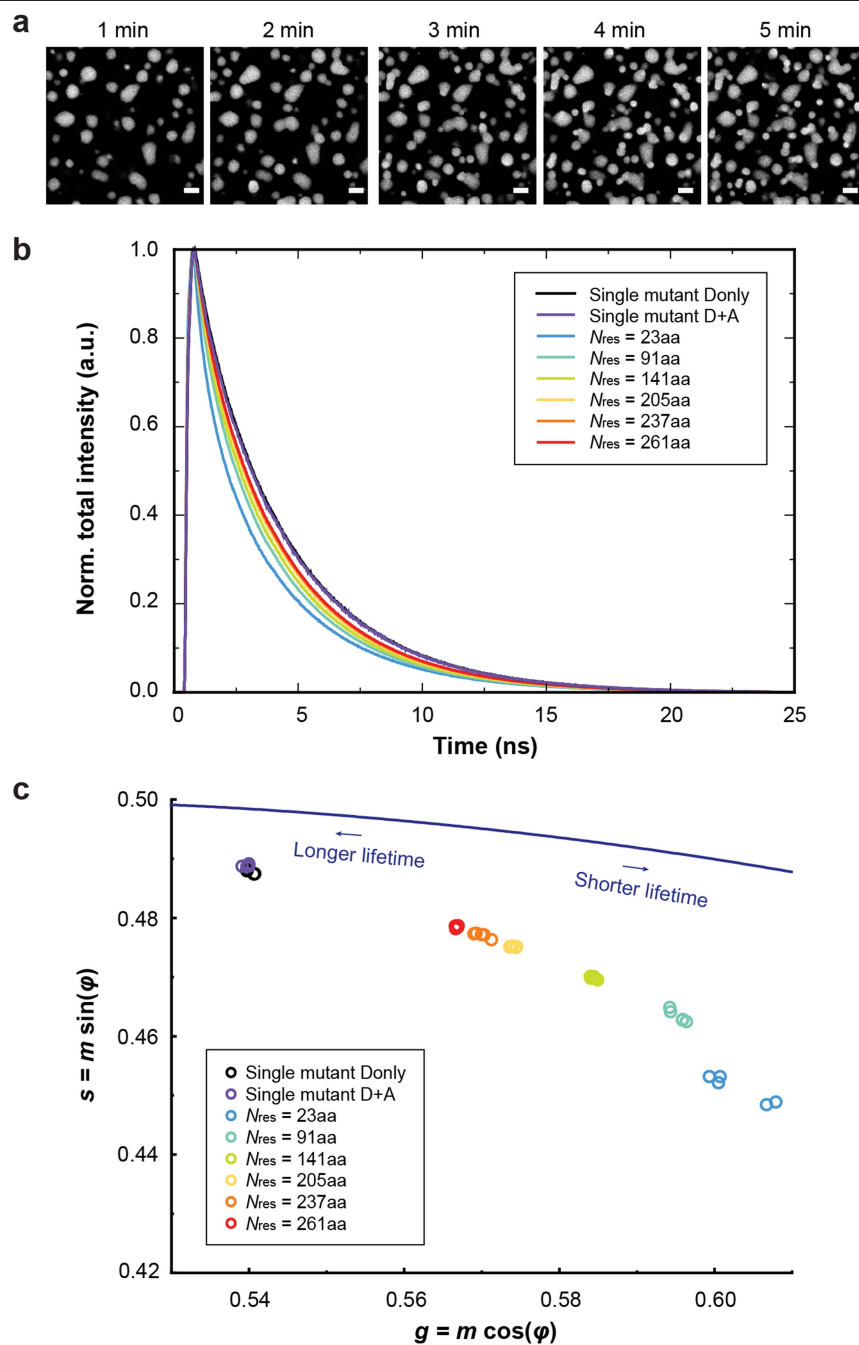 a
1 min 2 min 3 min 4 min 5 min
b
Norm. total intensity (a.u.)
1.0
0.8
0.6
0.4
0.2
0.0
0 5 10 15 20 25
Time (ns)
Single mutant Donly
Single mutant D+A
Nres = 23aa
Nres = 91aa
Nres = 141aa
Nres = 205aa
Nres = 237aa
Nres = 261aa
c
s = m sin(φ)
0.50
0.48
0.46
0.44
0.42
Longer lifetime
Shorter lifetime
Single mutant Donly
Single mutant D+A
Nres = 23aa
Nres = 91aa
Nres = 141aa
Nres = 205aa
Nres = 237aa
Nres = 261aa
0.54 0.56 0.58 0.60
g = m cos(φ)